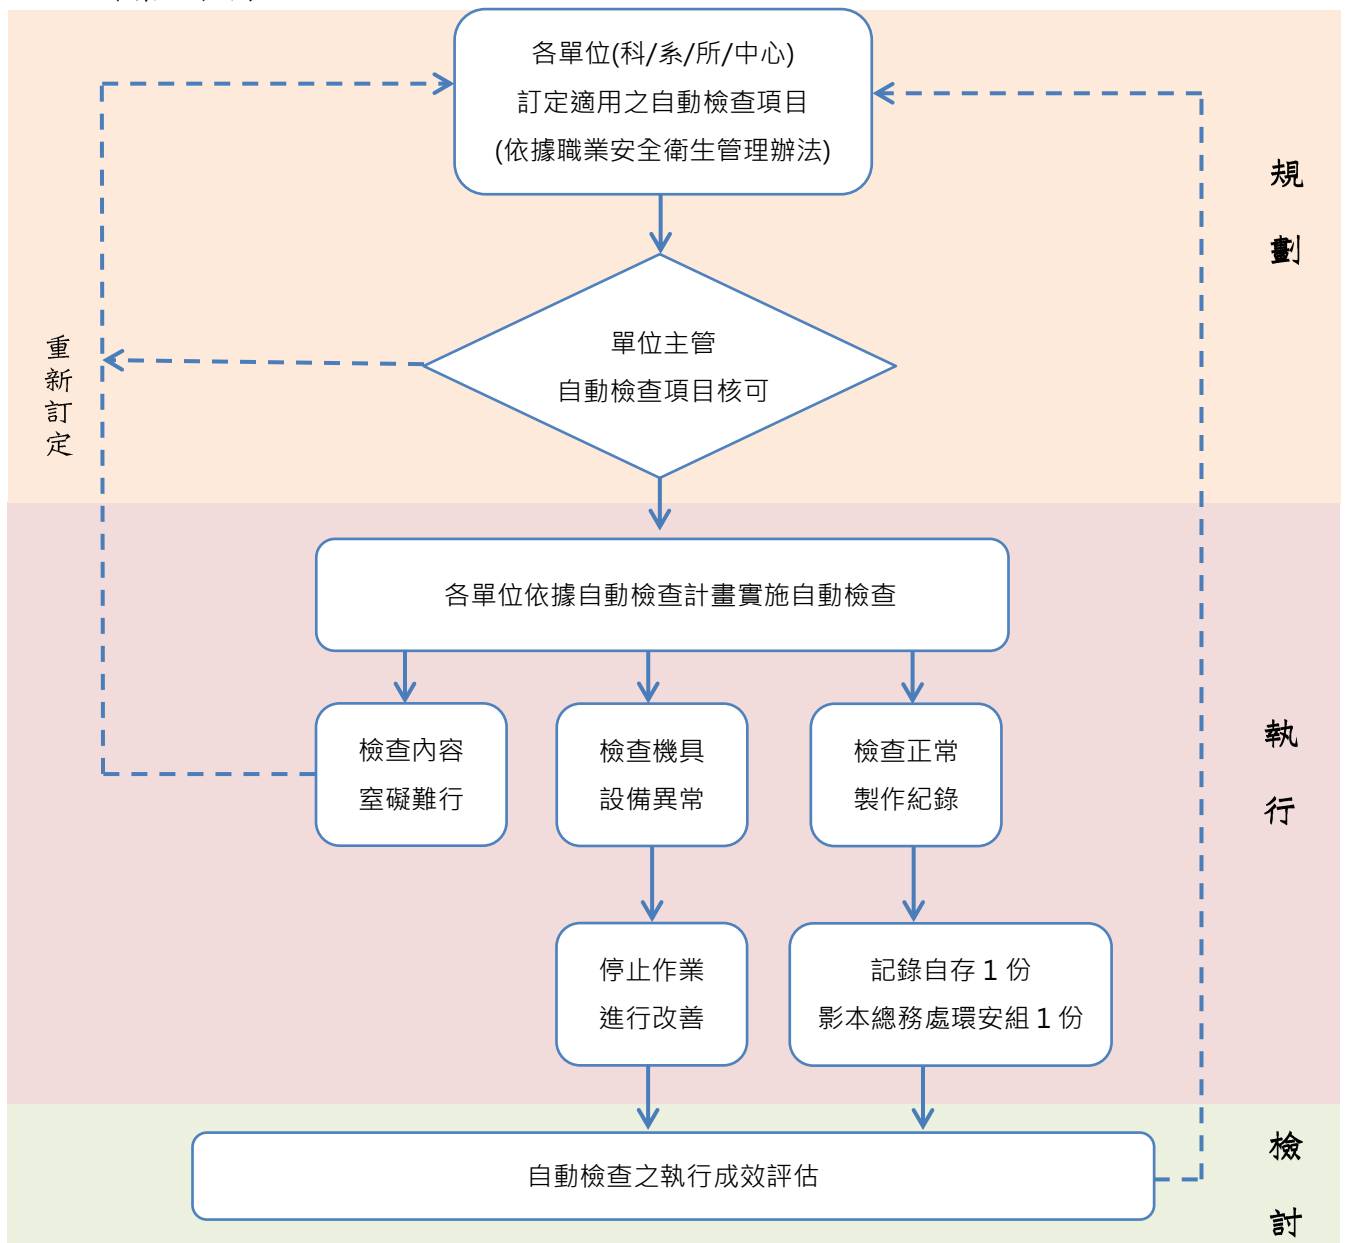 各單位(科/系/所/中心)
訂定適用之自動檢查項目
(依據職業安全衛生管理辦法)
規
劃
單位主管
自動檢查項目核可
重
新
訂
定
各單位依據自動檢查計畫實施自動檢查
檢查內容
窒礙難行
檢查機具
設備異常
檢查正常
製作紀錄
執
行
停止作業
進行改善
記錄自存 1 份
影本總務處環安組 1 份
自動檢查之執行成效評估
檢
討